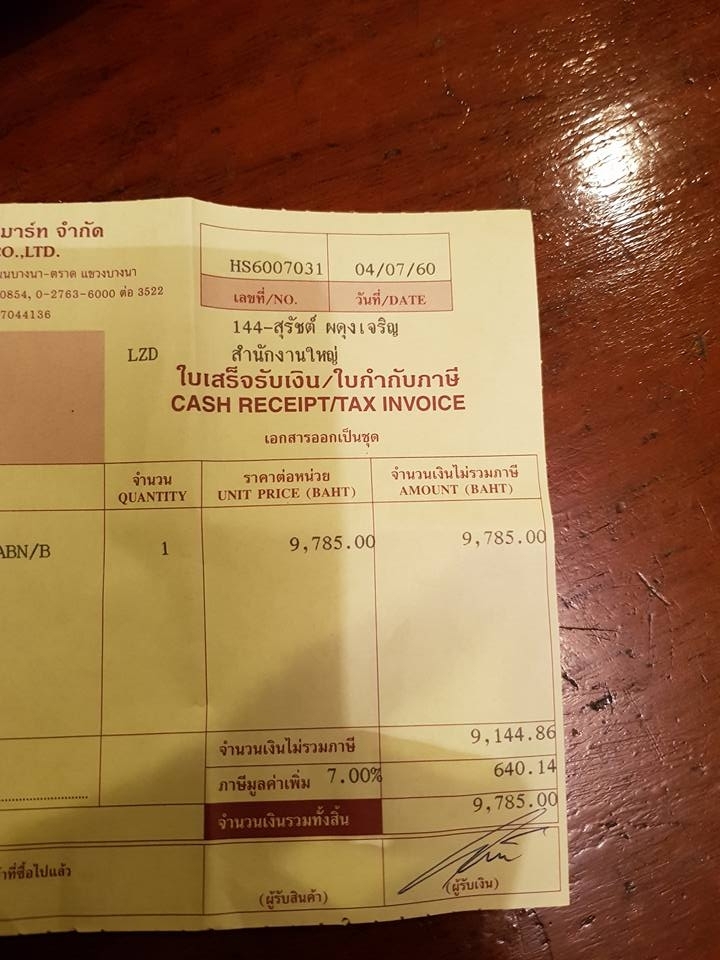 มาร์ท จำกัด
CO.,LTD.
นนบางนา-ตราด แขวงบางนา
0854, 0-2763-6000 ต่อ 3522
7044136
HS6007031 04/07/60
เลขที่/NO. วันที่/DATE
144-สุรัชต์ ผดุงเจริญ
LZD สำนักงานใหญ่
ใบเสร็จรับเงิน/ใบกำกับภาษี
CASH RECEIPT/TAX INVOICE
เอกสารออกเป็นชุด
จำนวน ราคาต่อหน่วย จำนวนเงินไม่รวมภาษี
QUANTITY UNIT PRICE (BAHT) AMOUNT (BAHT)
ABN/B 1 9,785.00 9,785.00
จำนวนเงินไม่รวมภาษี 9,144.86
ภาษีมูลค่าเพิ่ม 7.00% 640.14
จำนวนเงินรวมทั้งสิ้น 9,785.00
าที่ซื้อไปแล้ว
(ผู้รับสินค้า) (ผู้รับเงิน)